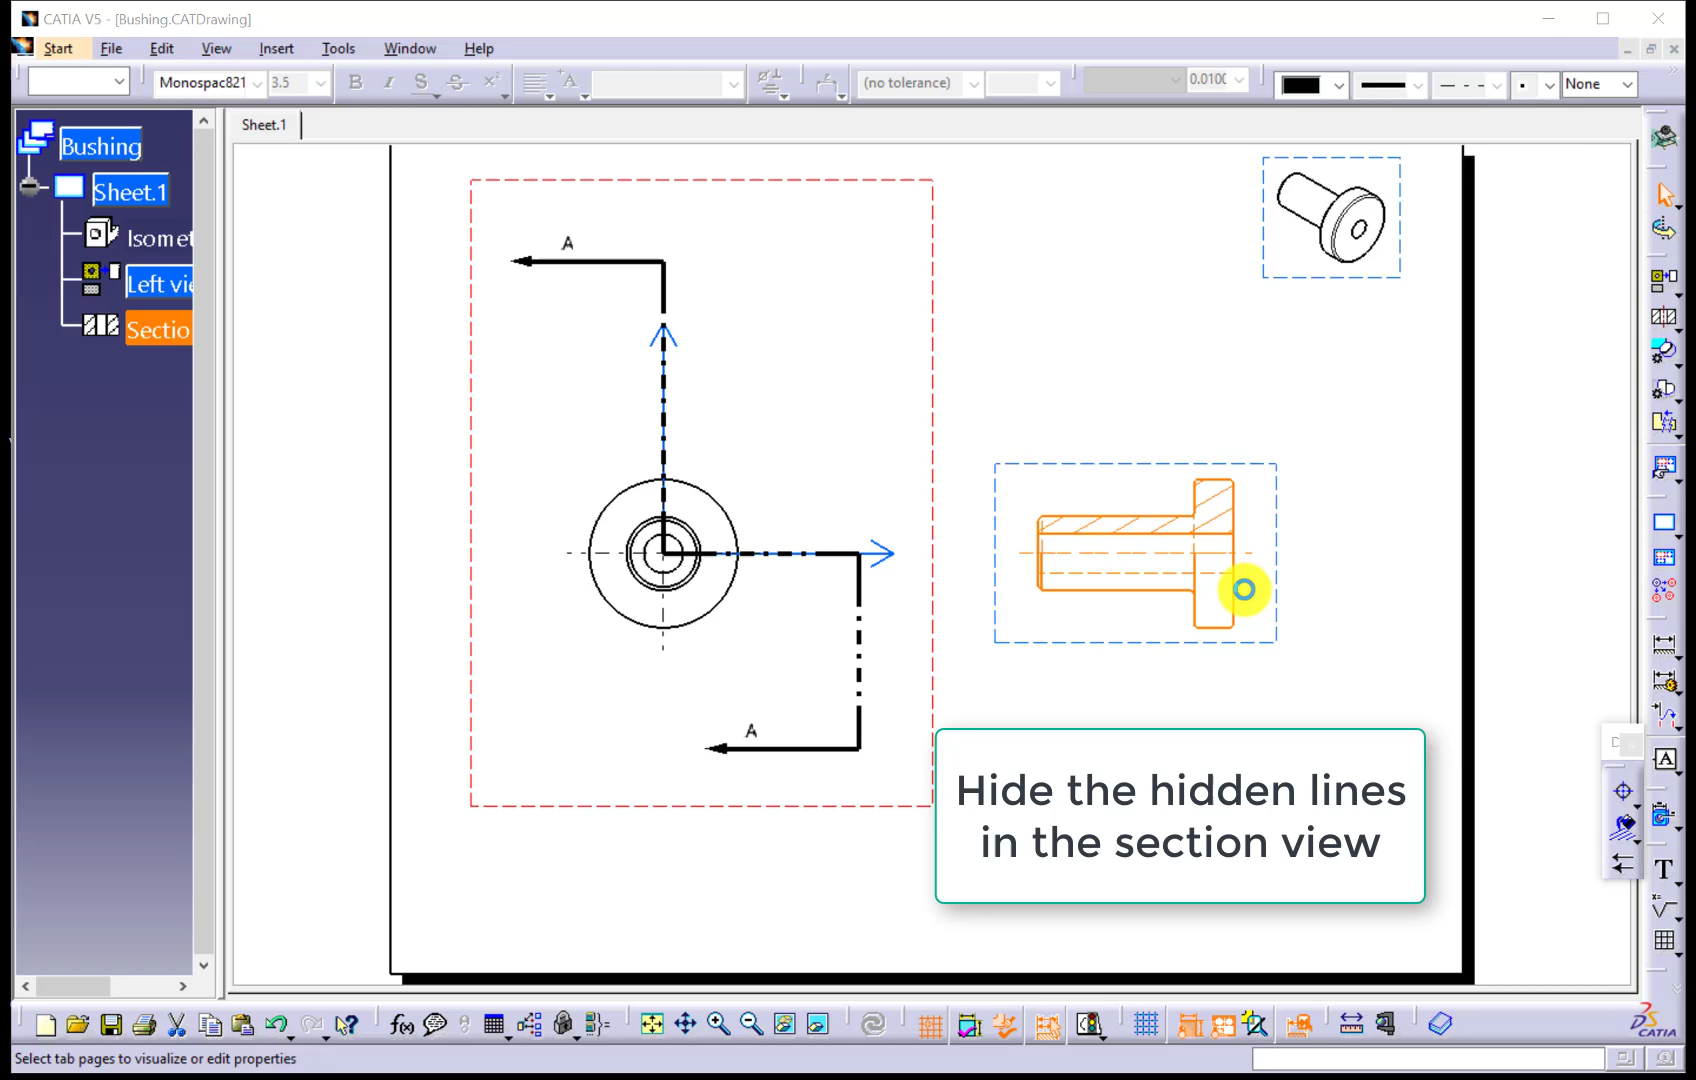 CATIA V5 - [Bushing.CATDrawing]
Start File Edit View Insert Tools Window Help
Monospac821 3.5 B I S S (no tolerance) 0.010 None
Bushing
Sheet.1
Isomet
Left vie
Sectio
Sheet.1
A
A
Hide the hidden lines
in the section view
D
A
T
f(x)
CATIA
Select tab pages to visualize or edit properties